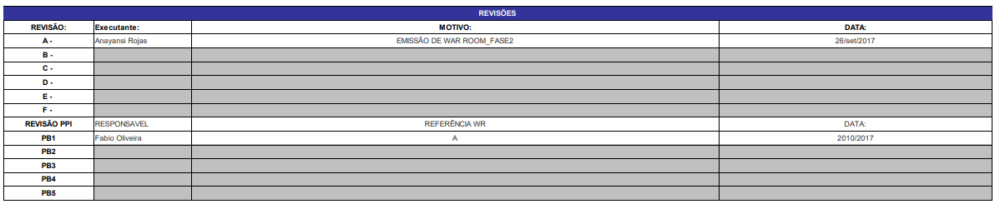 REVISÕES
REVISÃO: Executante: MOTIVO: DATA:
A - Anayansi Rojas EMISSÃO DE WAR ROOM_FASE2 26/set/2017
B -
C -
D -
E -
F -
REVISÃO PPI RESPONSAVEL REFERÊNCIA WR DATA:
PB1 Fabio Oliveira A 2010/2017
PB2
PB3
PB4
PB5